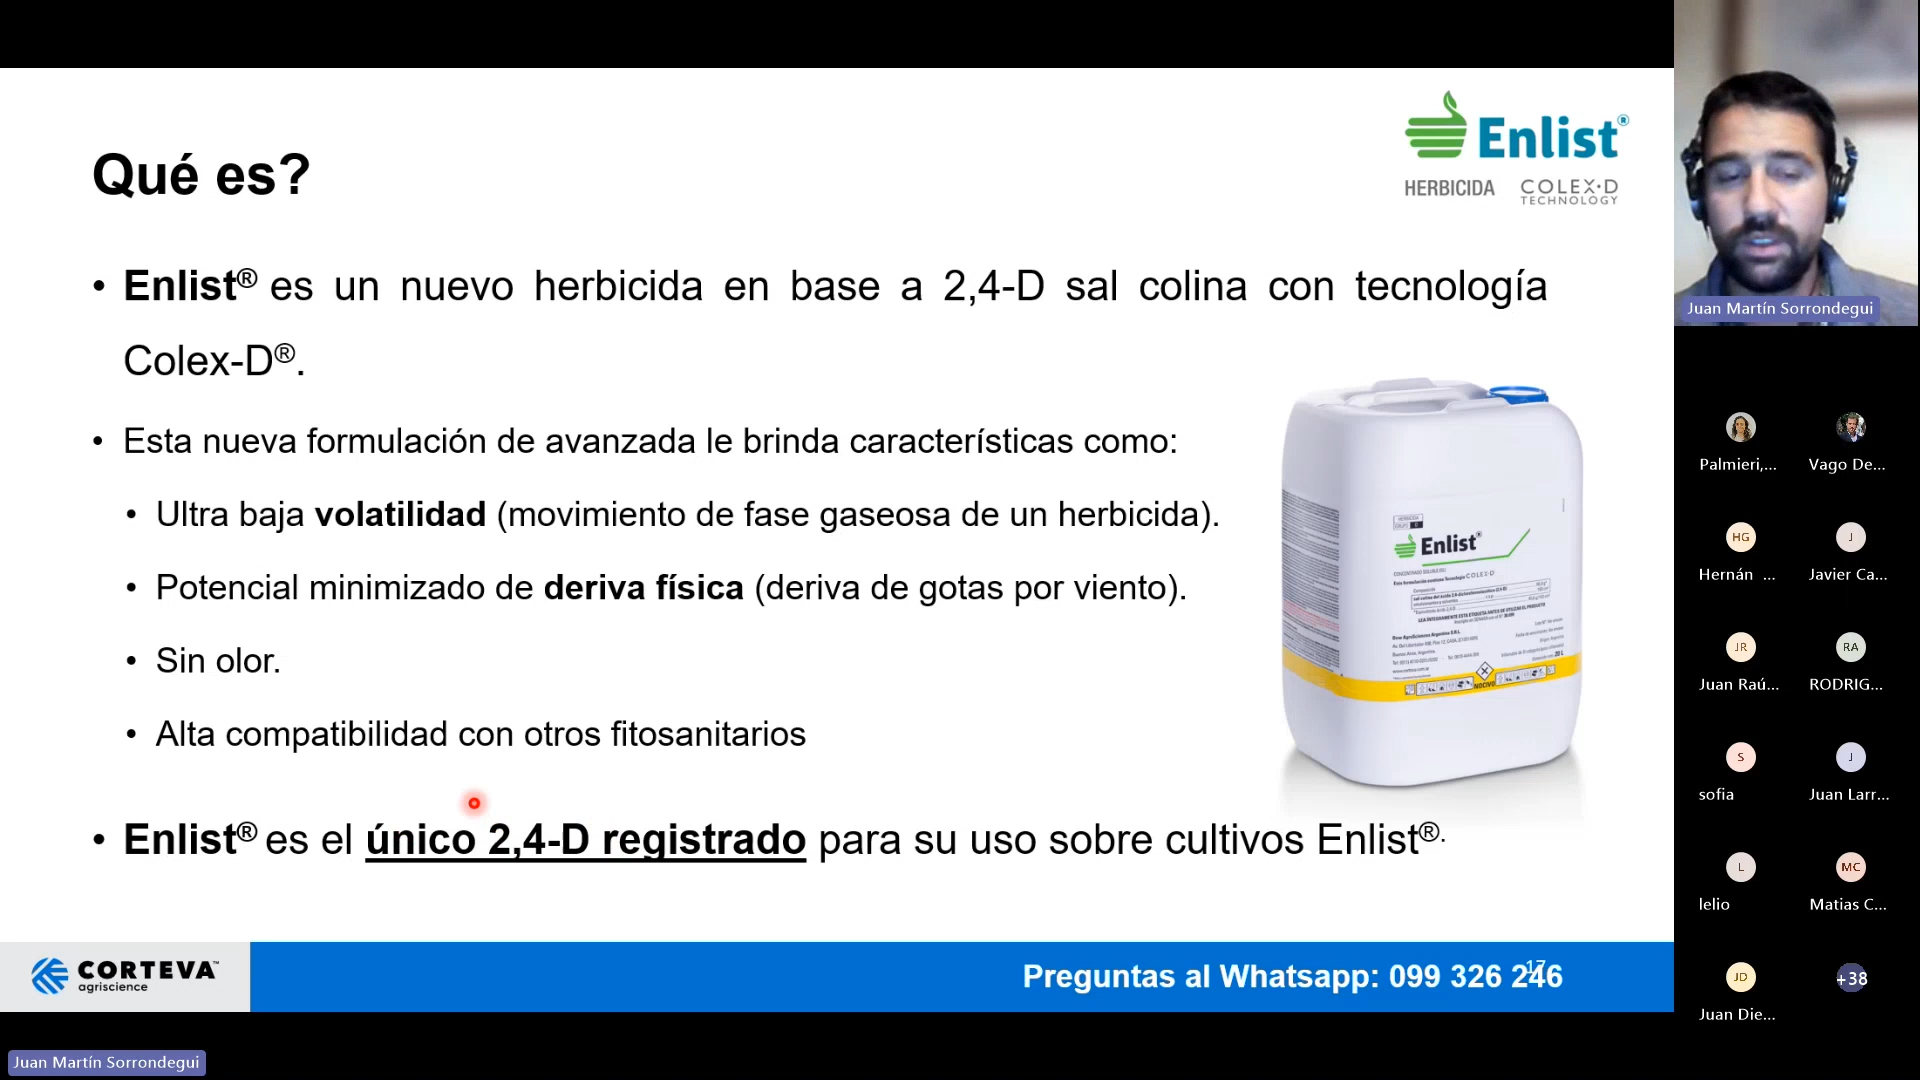 Enlist®
HERBICIDA COLEX•D
TECHNOLOGY
Qué es?
• Enlist® es un nuevo herbicida en base a 2,4-D sal colina con tecnología
Colex-D®.
• Esta nueva formulación de avanzada le brinda características como:
• Ultra baja volatilidad (movimiento de fase gaseosa de un herbicida).
• Potencial minimizado de deriva física (deriva de gotas por viento).
• Sin olor.
• Alta compatibilidad con otros fitosanitarios
• Enlist® es el único 2,4-D registrado para su uso sobre cultivos Enlist®.
Enlist®
COLEX•D
NOCIVO
CORTEVA™
agriscience
Preguntas al Whatsapp: 099 326 246
17
Juan Martín Sorrondegui
Juan Martín Sorrondegui
Palmieri,... Vago De...
HG J
Hernán ... Javier Ca...
JR RA
Juan Raú... RODRIG...
S J
sofia Juan Larr...
L MC
lelio Matias C...
JD +38
Juan Die...